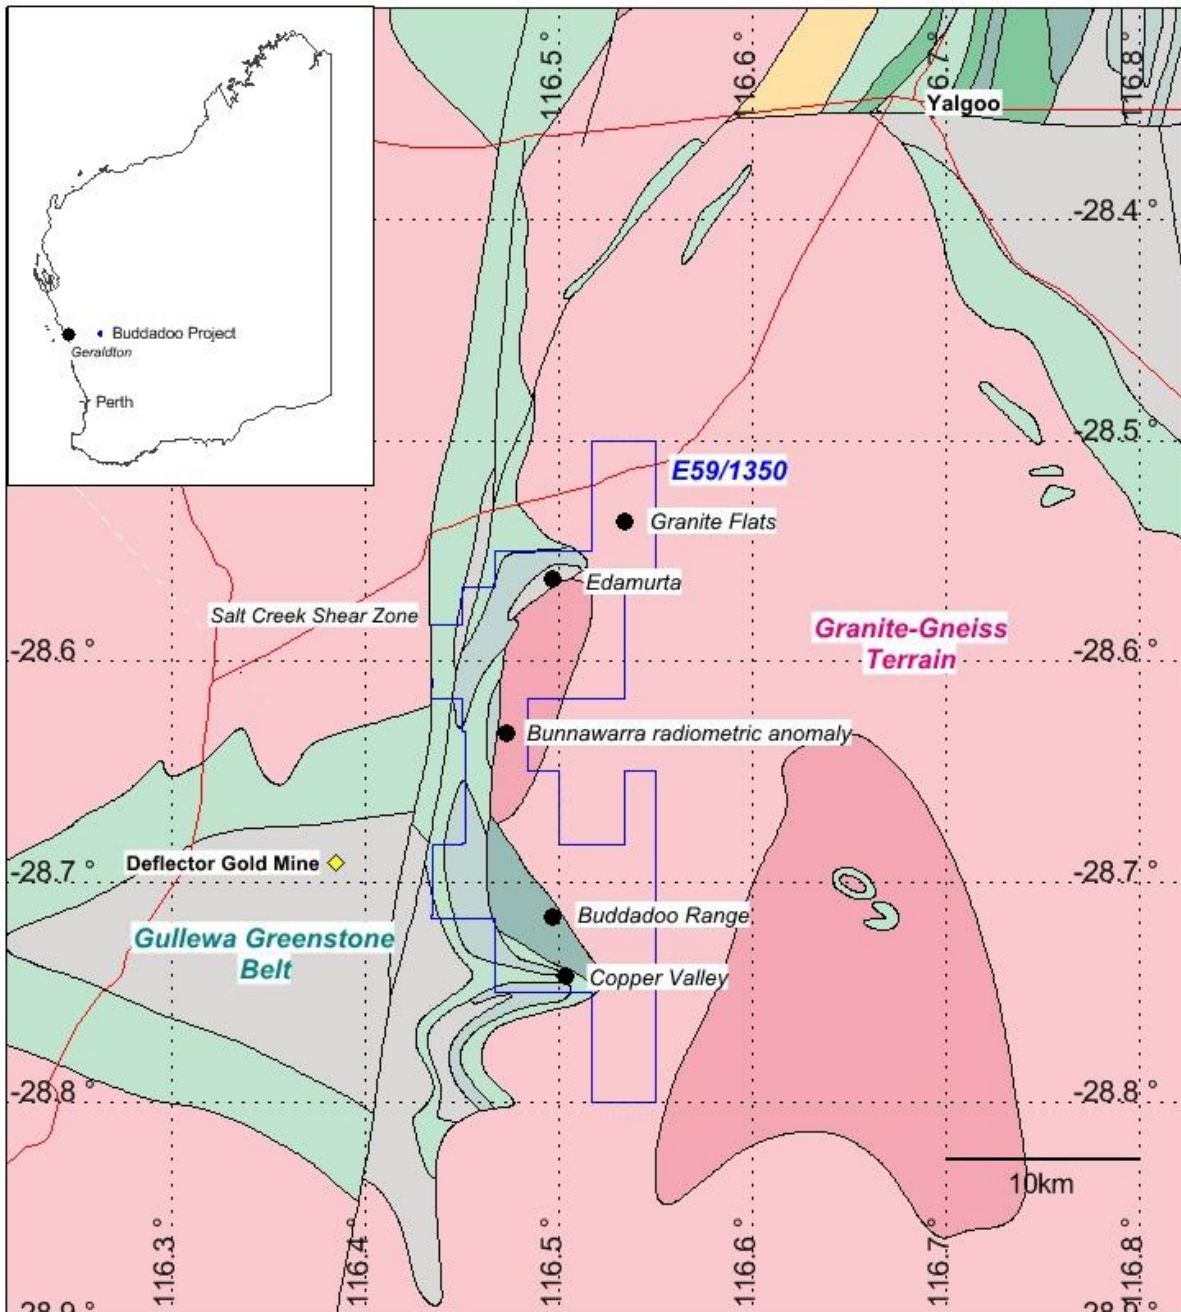 116.5°
116.6°
116.7°
116.8°
Yalgoo
-28.4°
Buddadoo Project
Geraldton
Perth
-28.5°
E59/1350
Granite Flats
Edamurta
Salt Creek Shear Zone
Granite-Gneiss
Terrain
-28.6°
-28.6°
Bunnawarra radiometric anomaly
Deflector Gold Mine
-28.7°
-28.7°
Buddadoo Range
Gullewa Greenstone
Belt
Copper Valley
-28.8°
-28.8°
10km
116.3°
116.4°
116.5°
116.6°
116.7°
116.8°